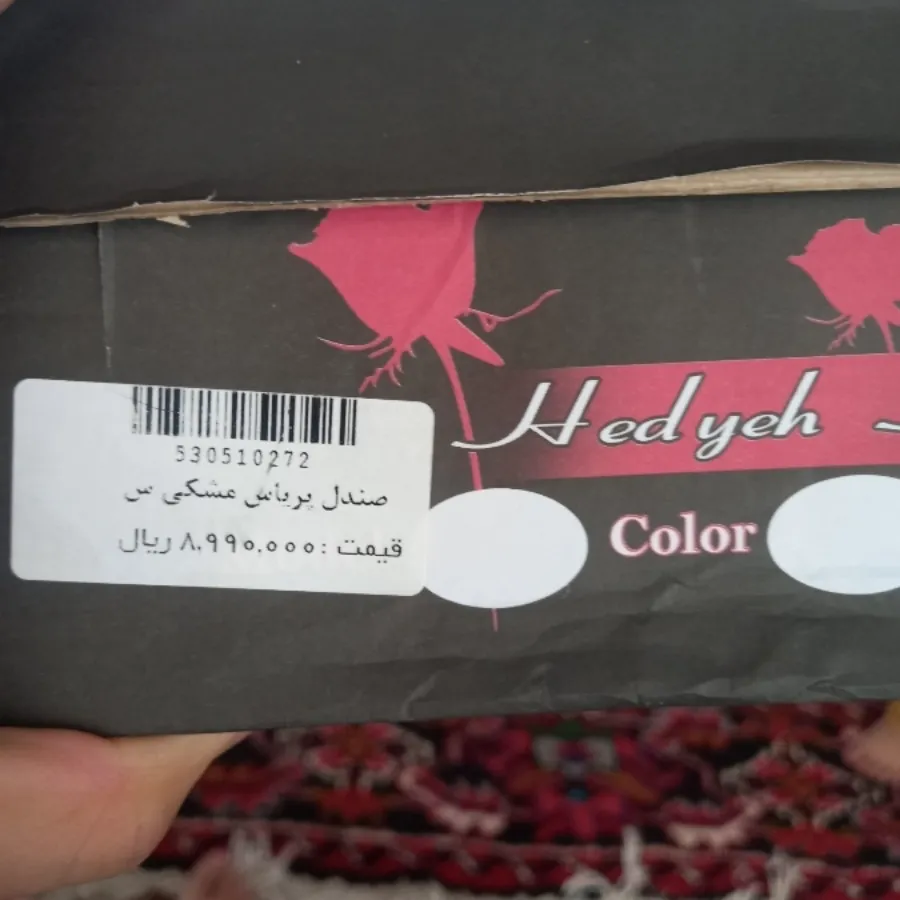 Hedyeh
530510272
صندل پریاس مشکی س
قیمت :۸,۹۹۰,۰۰۰ ریال
Color